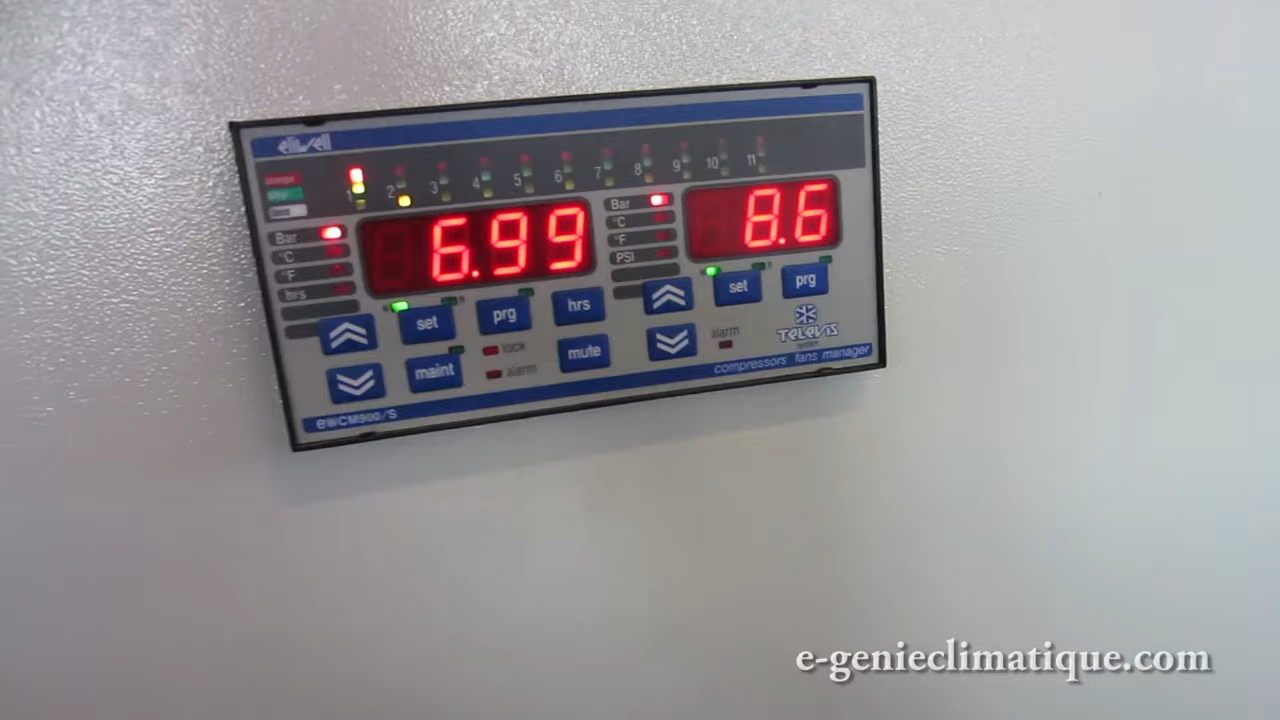 eliwell
1 2 3 4 5 6 7 8 9 10 11
Bar
°C
°F
hrs
6.99
Bar
°C
°F
PSI
8.6
set
prg
hrs
set
prg
maint
lock
alarm
mute
alarm
TELEVIS
system
compressors fans manager
eWCM900/S
e-genieclimatique.com